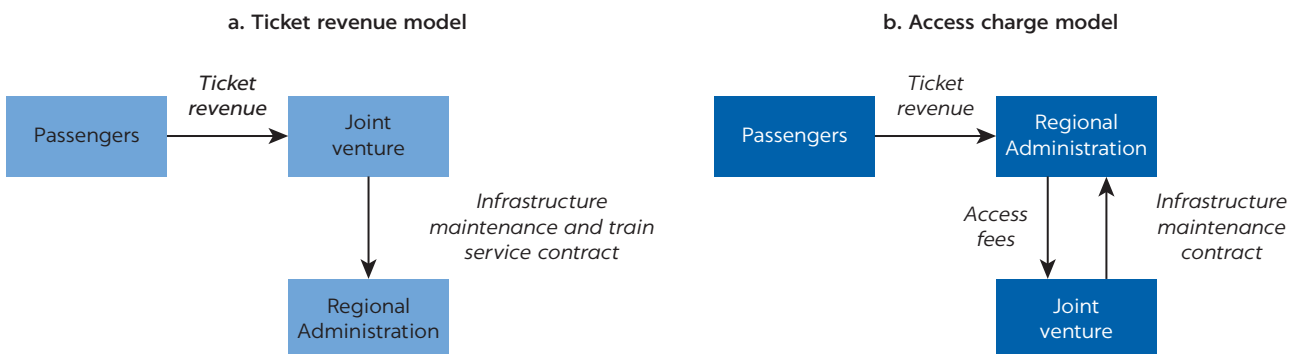 a. Ticket revenue model
Passengers
Ticket
revenue
Joint
venture
Infrastructure
maintenance and train
service contract
Regional
Administration
b. Access charge model
Passengers
Ticket
revenue
Regional
Administration
Access
fees
Infrastructure
maintenance
contract
Joint
venture